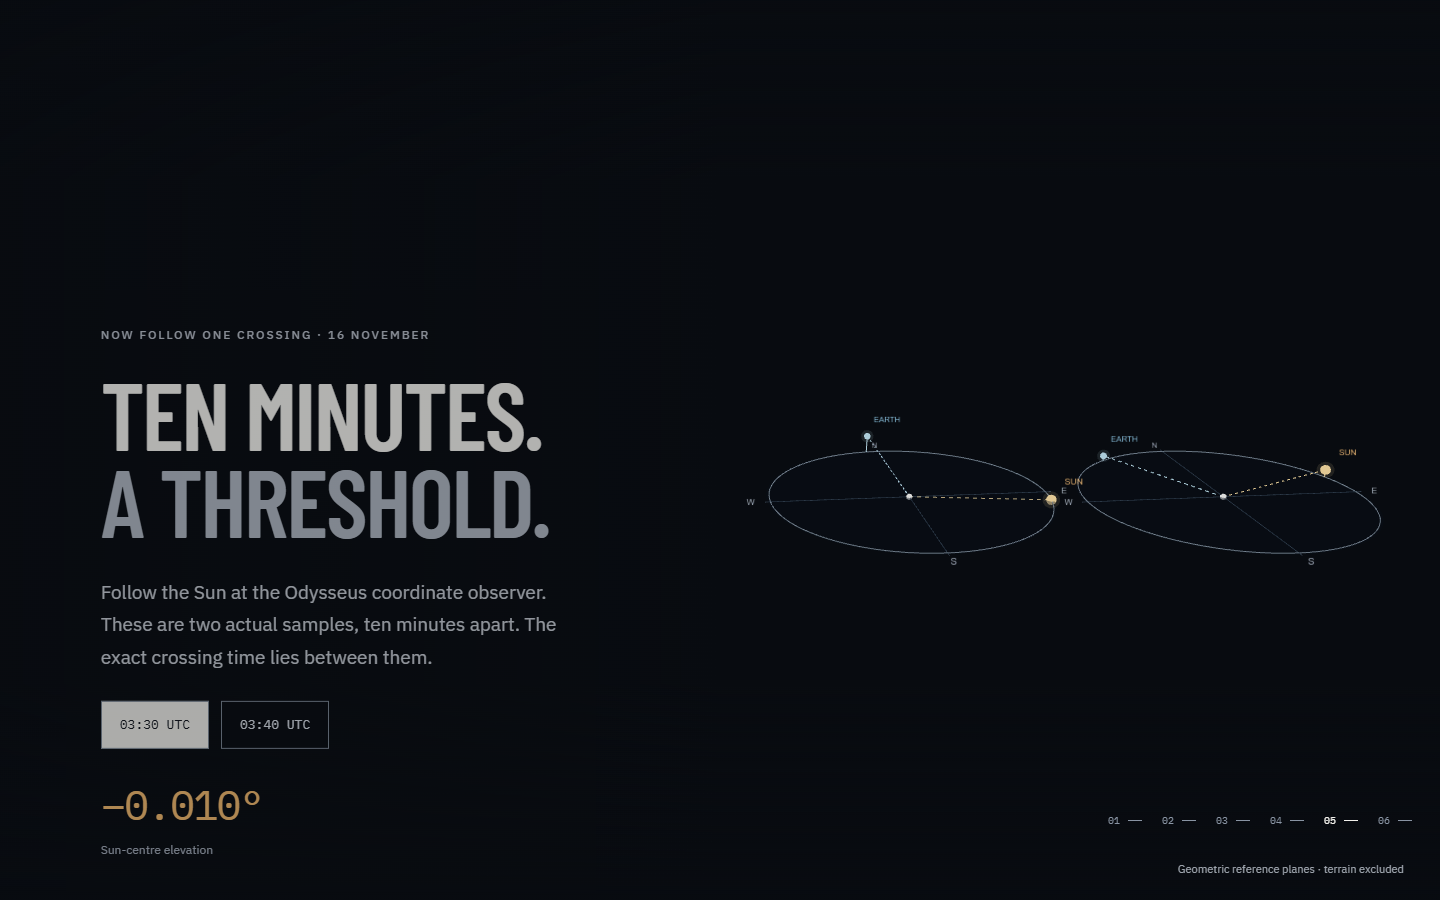 NOW FOLLOW ONE CROSSING · 16 NOVEMBER
TEN MINUTES.
A THRESHOLD.
Follow the Sun at the Odysseus coordinate observer.
These are two actual samples, ten minutes apart. The
exact crossing time lies between them.
03:30 UTC
03:40 UTC
−0.010°
Sun-centre elevation
EARTH
N
W
SUN
E
S
EARTH
N
SUN
W
E
S
01
02
03
04
05
06
Geometric reference planes · terrain excluded